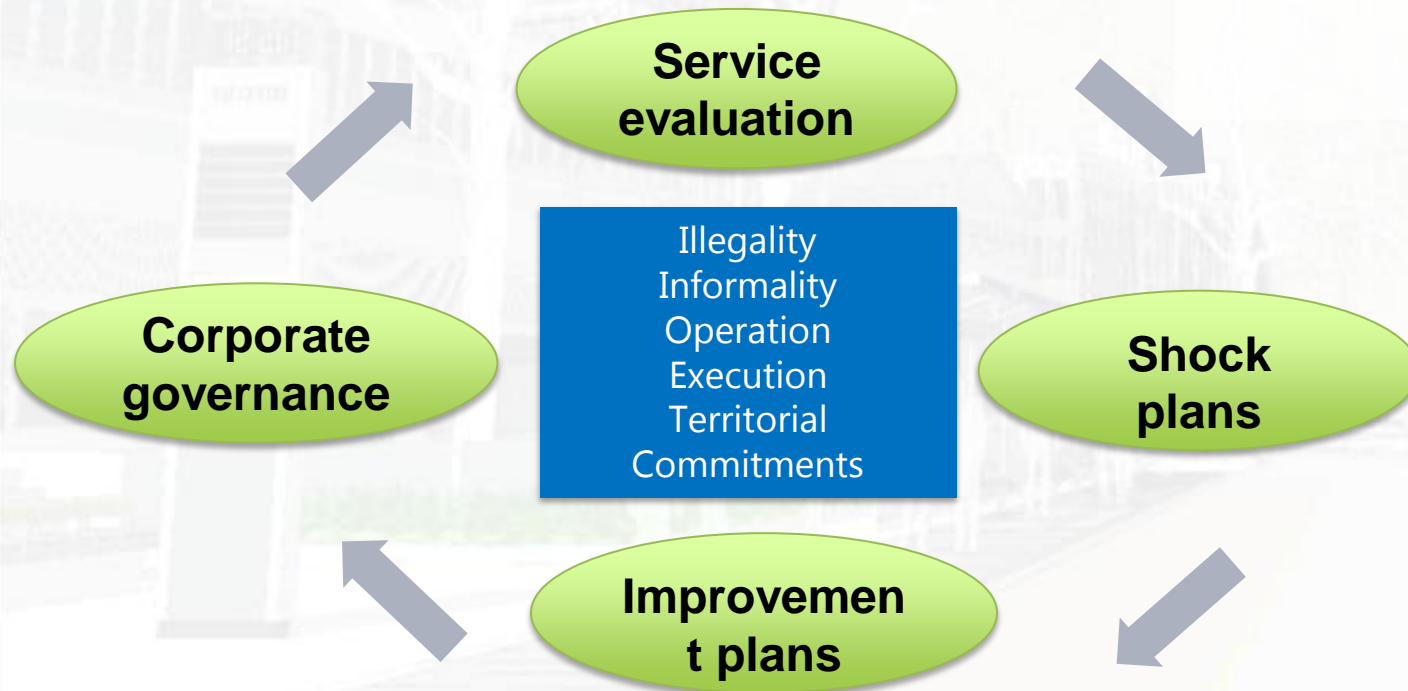 Service
evaluation
Illegality
Informality
Operation
Execution
Territorial
Commitments
Corporate
governance
Shock
plans
Improvemen
t plans